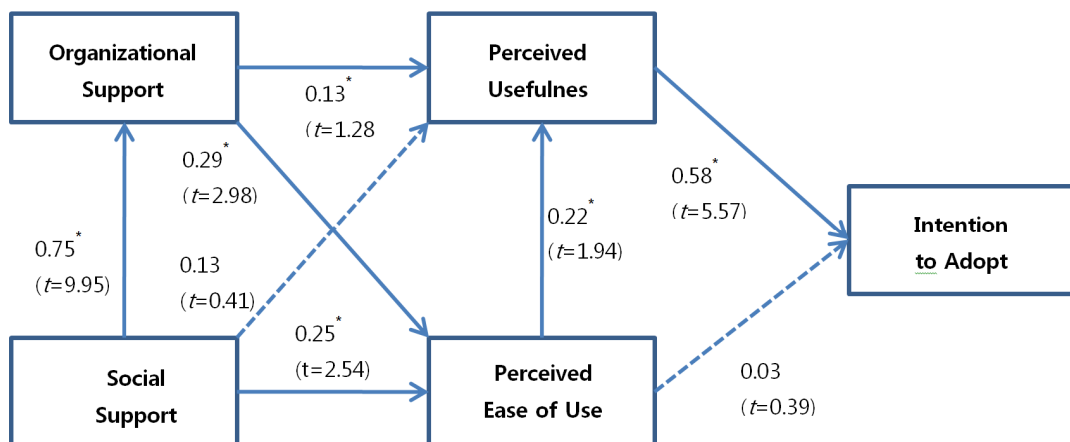 Organizational
Support
Perceived
Usefulnes
0.13*
(t=1.28
0.29*
(t=2.98)
0.58*
(t=5.57)
0.22*
(t=1.94)
Intention
to Adopt
0.75*
(t=9.95)
0.13
(t=0.41)
0.25*
(t=2.54)
Social
Support
Perceived
Ease of Use
0.03
(t=0.39)